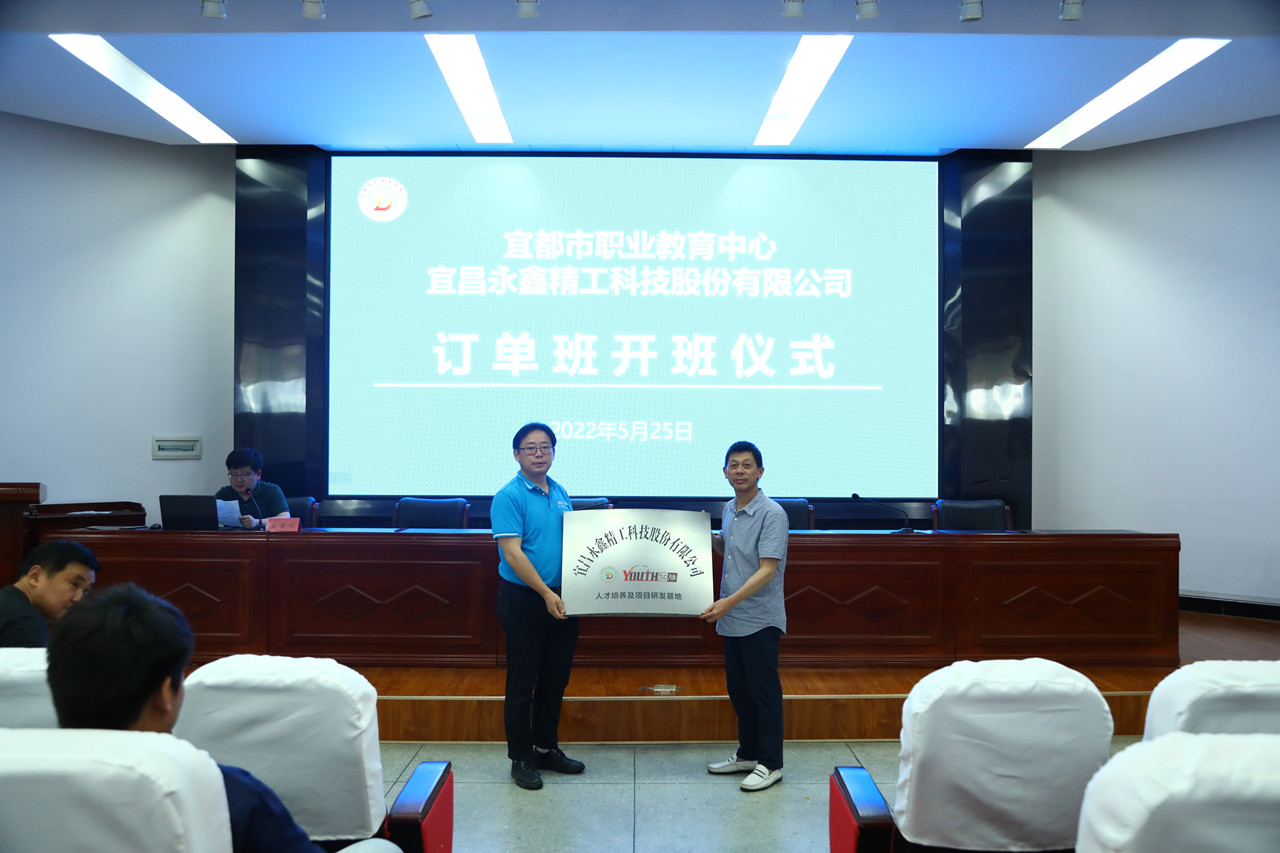 宜都市职业教育中心
宜昌永鑫精工科技股份有限公司
订单班开班仪式
2022年5月25日
宜昌永鑫精工科技股份有限公司
YOUTH
人才培养及项目研发基地